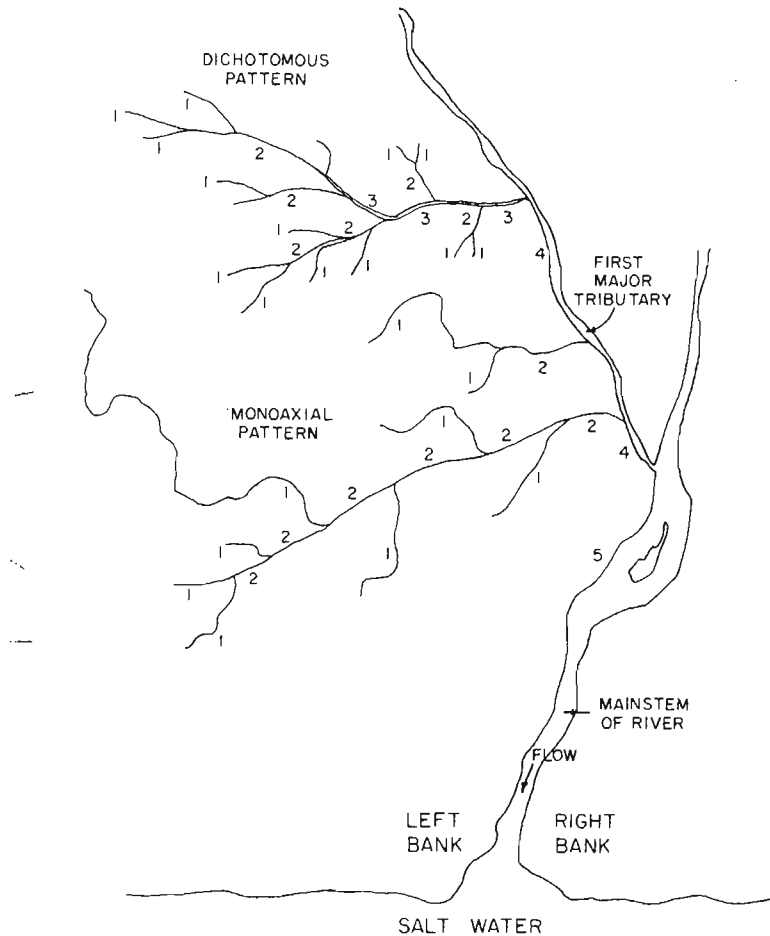 DICHOTOMOUS
PATTERN
1
1
1
2
1
2
3
1
1
2
3
2
3
1
2
2
1
1
1
1
1
1
4
FIRST
MAJOR
TRIBUTARY
1
1
2
MONOAXIAL
PATTERN
1
2
2
2
4
1
2
1
2
1
2
1
1
2
1
5
MAINSTEM
OF RIVER
FLOW
LEFT
BANK
RIGHT
BANK
SALT WATER